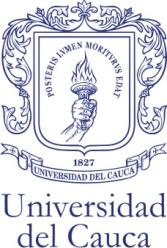 POSTERIS LVMEN MORITVRVS EDAT
1827
UNIVERSIDAD DEL CAUCA
Universidad
del Cauca